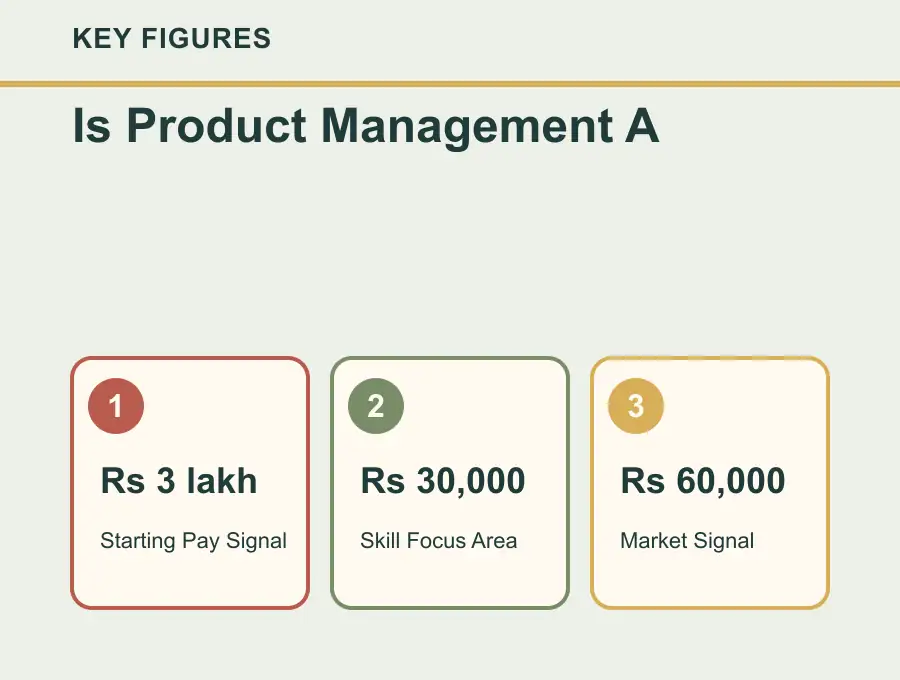 KEY FIGURES
Is Product Management A
1
2
3
Rs 3 lakh
Rs 30,000
Rs 60,000
Starting Pay Signal
Skill Focus Area
Market Signal